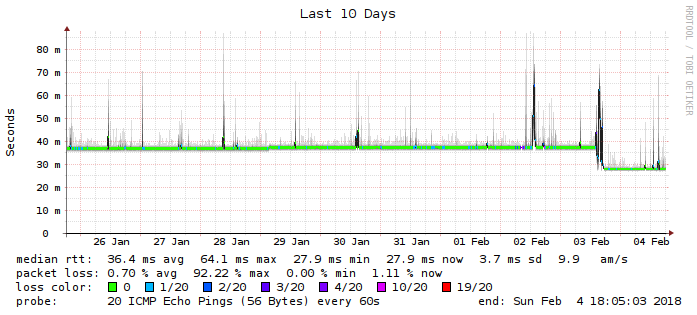 Last 10 Days
RRDTOOL / TOBI OETIKER
Seconds
80 m
70 m
60 m
50 m
40 m
30 m
20 m
10 m
0
26 Jan 27 Jan 28 Jan 29 Jan 30 Jan 31 Jan 01 Feb 02 Feb 03 Feb 04 Feb
median rtt: 36.4 ms avg 64.1 ms max 27.9 ms min 27.9 ms now 3.7 ms sd 9.9 am/s
packet loss: 0.70 % avg 92.22 % max 0.00 % min 1.11 % now
loss color: 0 1/20 2/20 3/20 4/20 10/20 19/20
probe: 20 ICMP Echo Pings (56 Bytes) every 60s end: Sun Feb 4 18:05:03 2018